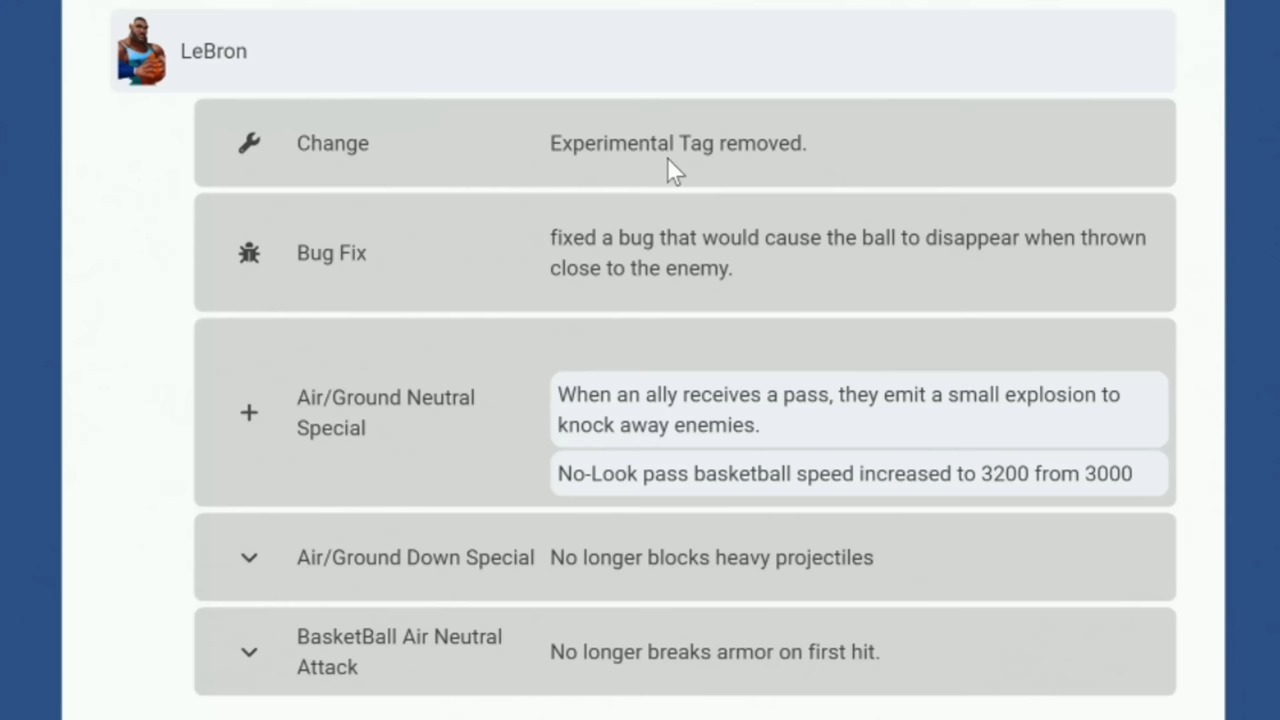 LeBron
Change
Experimental Tag removed.
Bug Fix
fixed a bug that would cause the ball to disappear when thrown
close to the enemy.
Air/Ground Neutral
Special
When an ally receives a pass, they emit a small explosion to
knock away enemies.
No-Look pass basketball speed increased to 3200 from 3000
Air/Ground Down Special
No longer blocks heavy projectiles
BasketBall Air Neutral
Attack
No longer breaks armor on first hit.